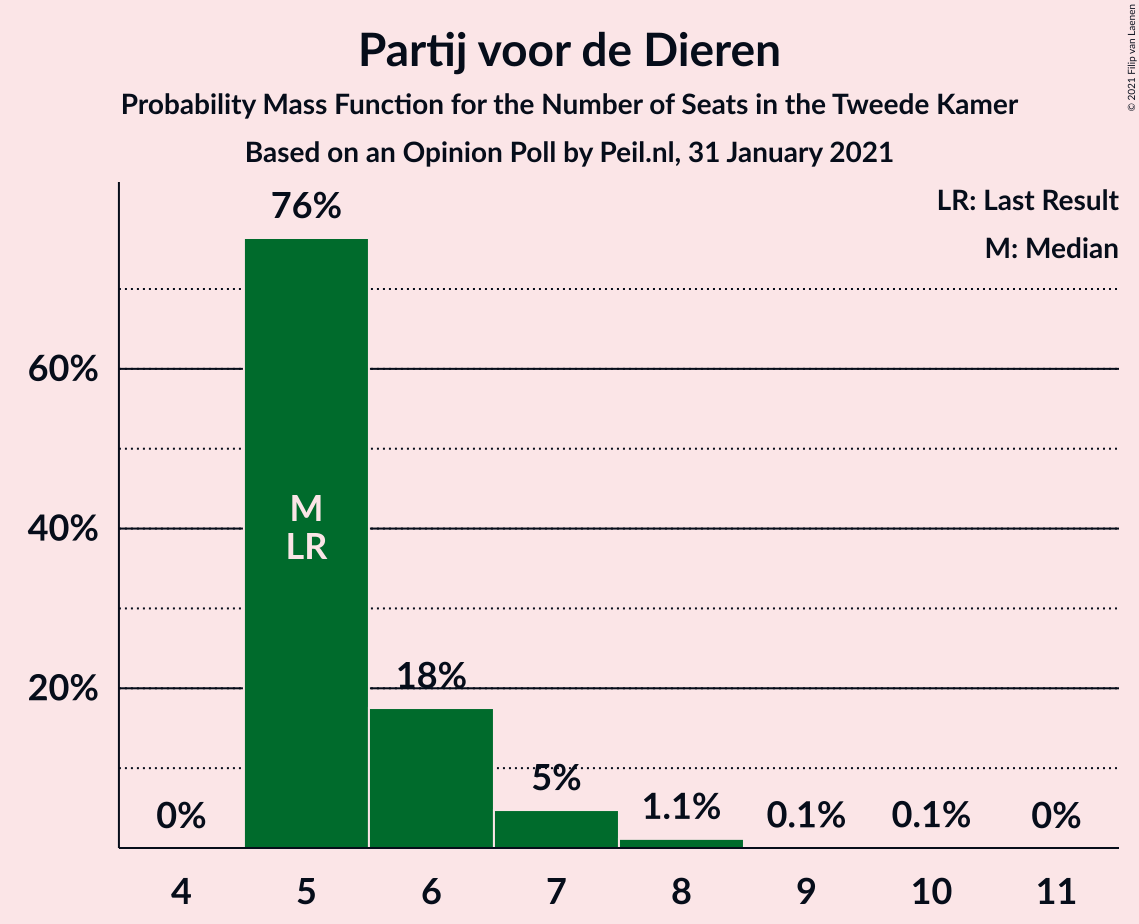 Partij voor de Dieren
Probability Mass Function for the Number of Seats in the Tweede Kamer
Based on an Opinion Poll by Peil.nl, 31 January 2021
© 2021 Filip van Laenen
LR: Last Result
M: Median
76%
60%
M
40%
LR
20%
18%
5%
0%
1.1%
0.1%
0.1%
0%
4 5 6 7 8 9 10 11